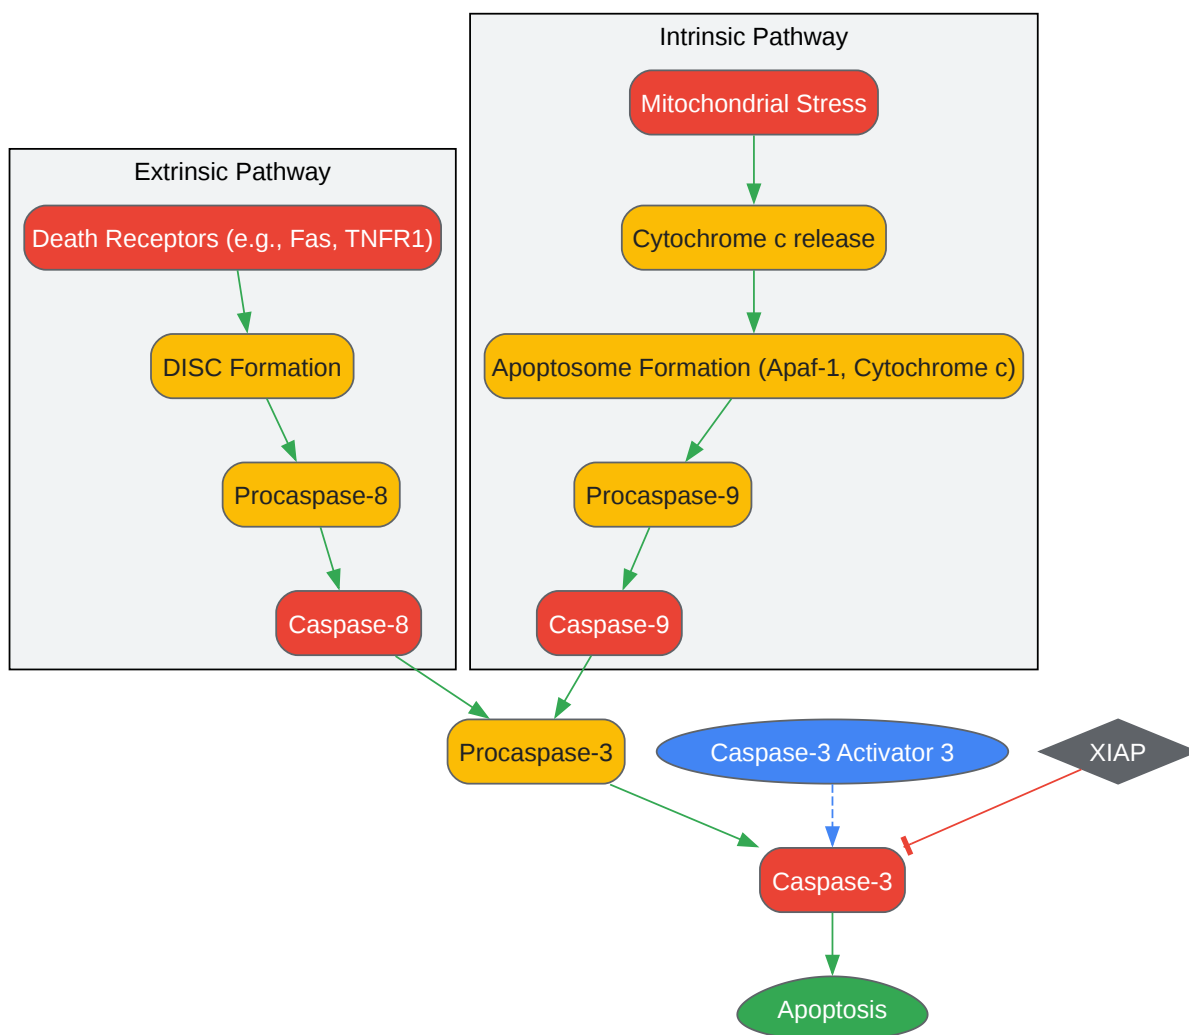 Intrinsic Pathway
Mitochondrial Stress
Extrinsic Pathway
Death Receptors (e.g., Fas, TNFR1)
Cytochrome c release
DISC Formation
Apoptosome Formation (Apaf-1, Cytochrome c)
Procaspase-8
Procaspase-9
Caspase-8
Caspase-9
Procaspase-3
Caspase-3 Activator 3
XIAP
Caspase-3
Apoptosis